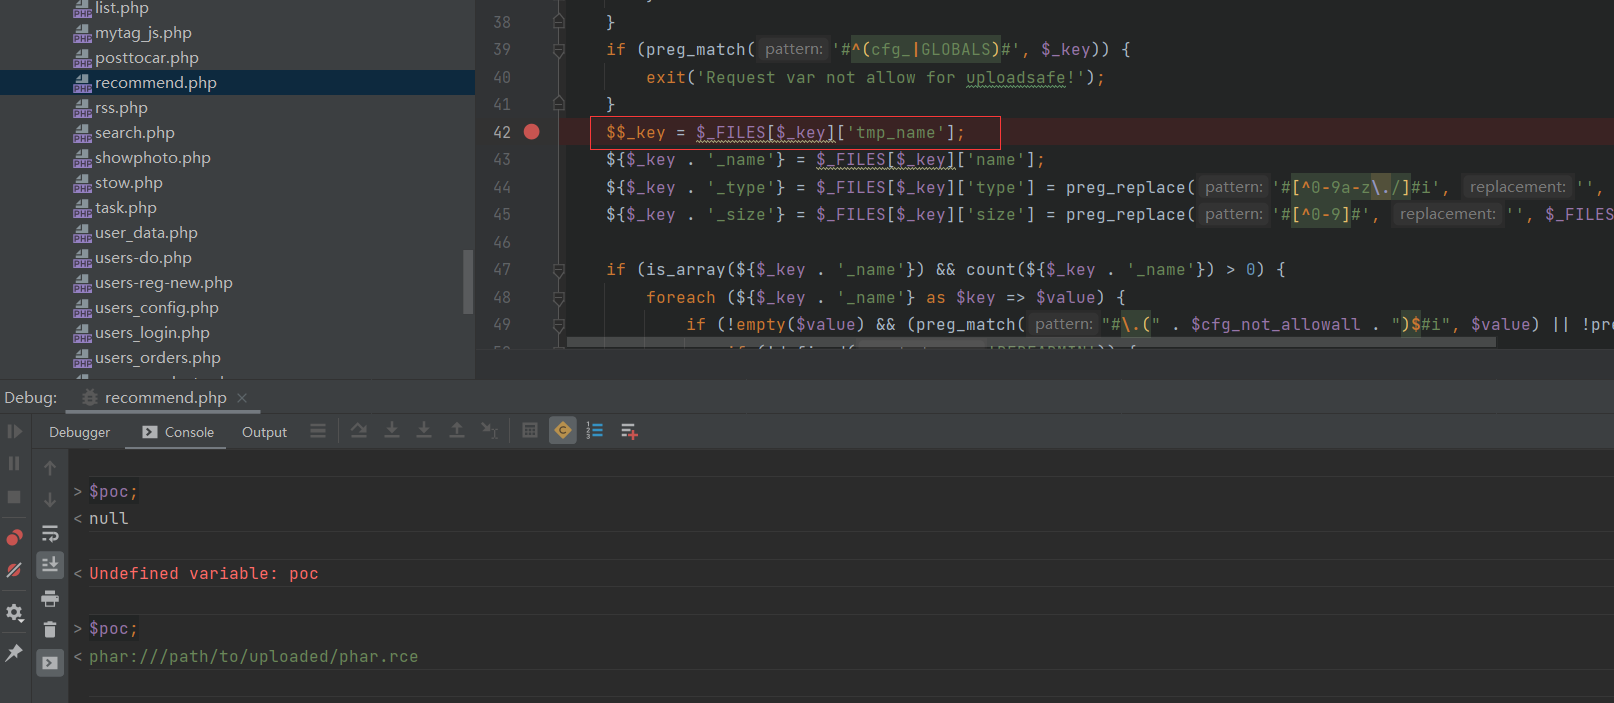 list.php
mytag_js.php
posttocar.php
recommend.php
rss.php
search.php
showphoto.php
stow.php
task.php
user_data.php
users-do.php
users-reg-new.php
users_config.php
users_login.php
users_orders.php
38 }
39 if (preg_match( pattern: '#^(cfg_|GLOBALS)#', $_key)) {
40 exit('Request var not allow for uploadsafe!');
41 }
42 $$_key = $_FILES[$_key]['tmp_name'];
43 ${$_key . '_name'} = $_FILES[$_key]['name'];
44 ${$_key . '_type'} = $_FILES[$_key]['type'] = preg_replace( pattern: '#[^0-9a-z\./]#i', replacement: '',
45 ${$_key . '_size'} = $_FILES[$_key]['size'] = preg_replace( pattern: '#[^0-9]#', replacement: '', $_FILES
46
47 if (is_array(${$_key . '_name'}) && count(${$_key . '_name'}) > 0) {
48 foreach (${$_key . '_name'} as $key => $value) {
49 if (!empty($value) && (preg_match( pattern: "#\.(" . $cfg_not_allowall . ")$#i", $value) || !pre
Debug: recommend.php
Debugger Console Output
> $poc;
< null
< Undefined variable: poc
> $poc;
< phar:///path/to/uploaded/phar.rce